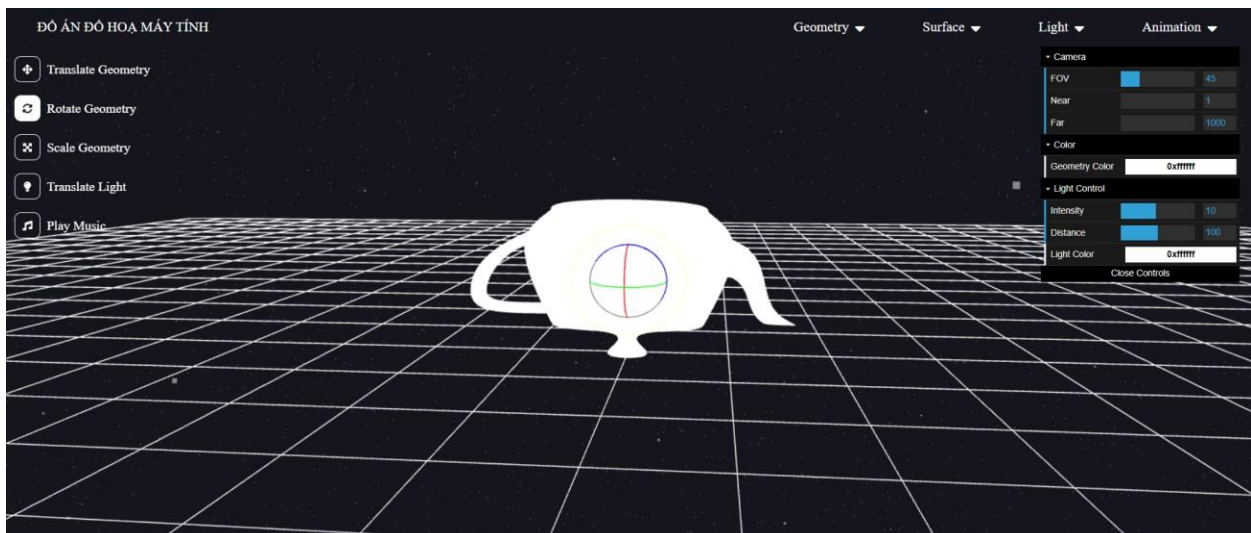 ĐỒ ÁN ĐỒ HOẠ MÁY TÍNH
Geometry
Surface
Light
Animation
Translate Geometry
Rotate Geometry
Scale Geometry
Translate Light
Play Music
Camera
FOV 45
Near 1
Far 1000
Color
Geometry Color 0xffffff
Light Control
Intensity 10
Distance 100
Light Color 0xffffff
Close Controls